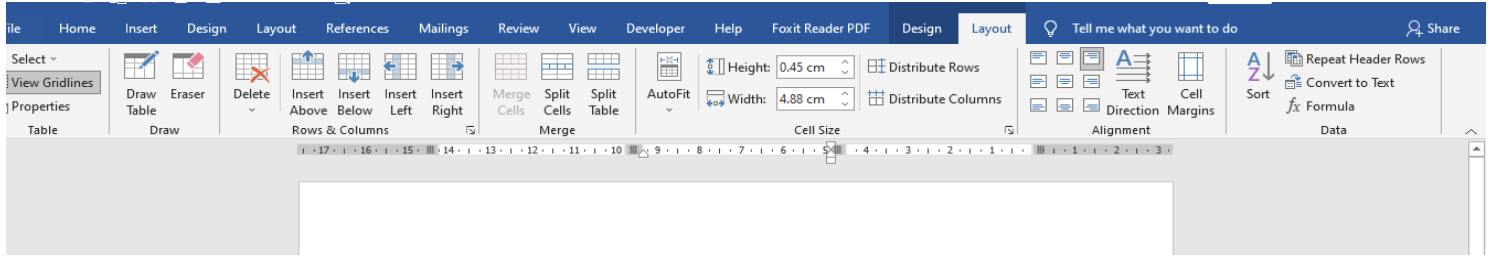 ile Home Insert Design Layout References Mailings Review View Developer Help Foxit Reader PDF Design Layout Tell me what you want to do Share
Select
View Gridlines
Properties
Table
Draw Table
Eraser
Draw
Delete
Insert Above
Insert Below
Insert Left
Insert Right
Rows & Columns
Merge Cells
Split Cells
Split Table
Merge
AutoFit
Height: 0.45 cm
Width: 4.88 cm
Distribute Rows
Distribute Columns
Cell Size
Text Direction
Cell Margins
Alignment
A Z
Sort
Repeat Header Rows
Convert to Text
fx Formula
Data
17 16 15 14 13 12 11 10 9 8 7 6 5 4 3 2 1 1 2 3